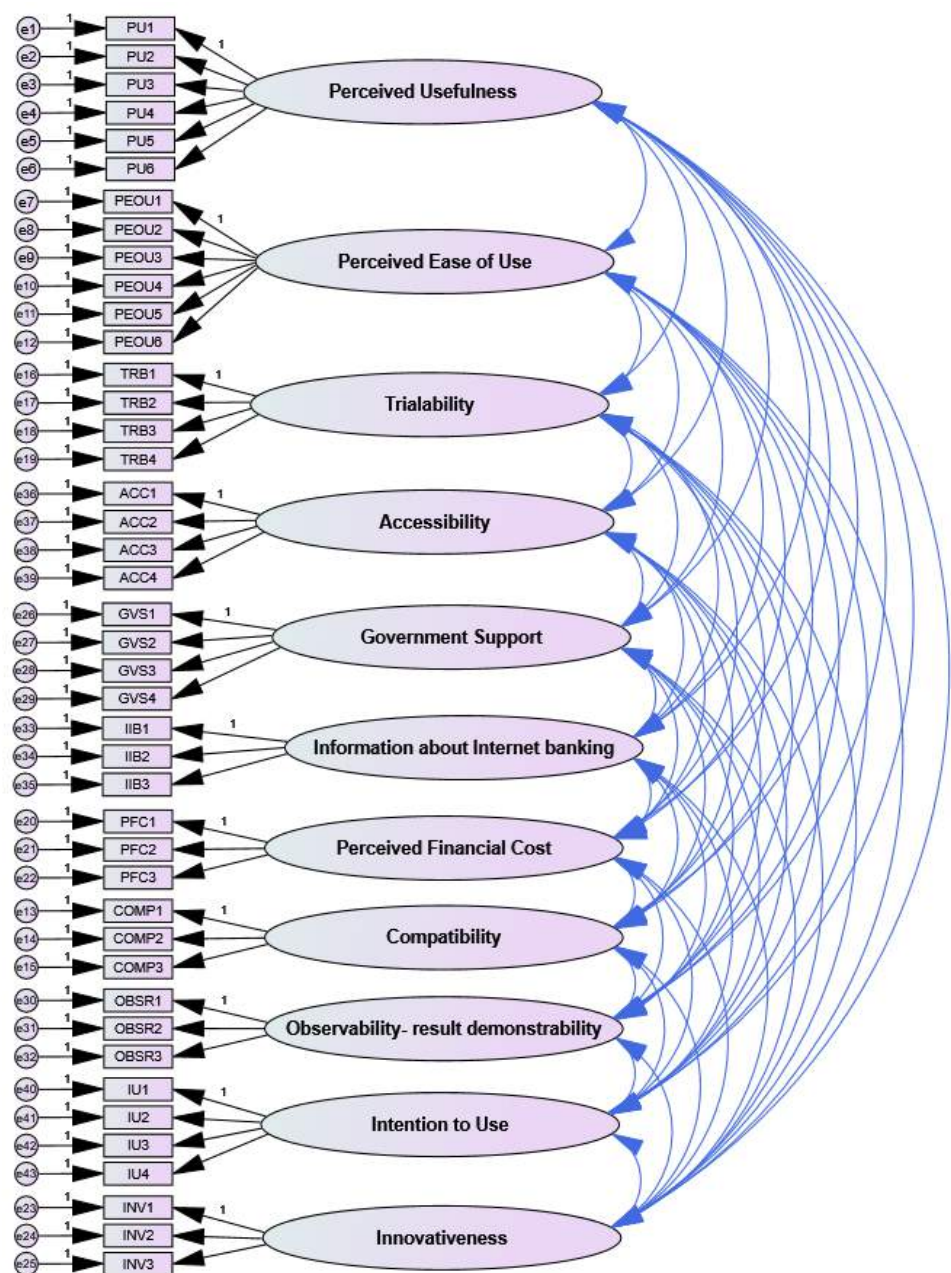 e1 1 PU1
e2 1 PU2 1
e3 1 PU3
Perceived Usefulness
e4 1 PU4
e5 1 PU5
e6 1 PU6
e7 1 PEOU1
e8 1 PEOU2 1
e9 1 PEOU3
Perceived Ease of Use
e10 1 PEOU4
e11 1 PEOU5
e12 1 PEOU6
e16 1 TRB1 1
e17 1 TRB2
Trialability
e18 1 TRB3
e19 1 TRB4
e36 1 ACC1 1
e37 1 ACC2
Accessibility
e38 1 ACC3
e39 1 ACC4
e26 1 GVS1 1
e27 1 GVS2
Government Support
e28 1 GVS3
e29 1 GVS4
e33 1 IIB1 1
e34 1 IIB2
Information about Internet banking
e35 1 IIB3
e20 1 PFC1 1
e21 1 PFC2
Perceived Financial Cost
e22 1 PFC3
e13 1 COMP1 1
e14 1 COMP2
Compatibility
e15 1 COMP3
e30 1 OBSR1 1
e31 1 OBSR2
Observability- result demonstrability
e32 1 OBSR3
e40 1 IU1 1
e41 1 IU2
Intention to Use
e42 1 IU3
e43 1 IU4
e23 1 INV1 1
e24 1 INV2
Innovativeness
e25 1 INV3